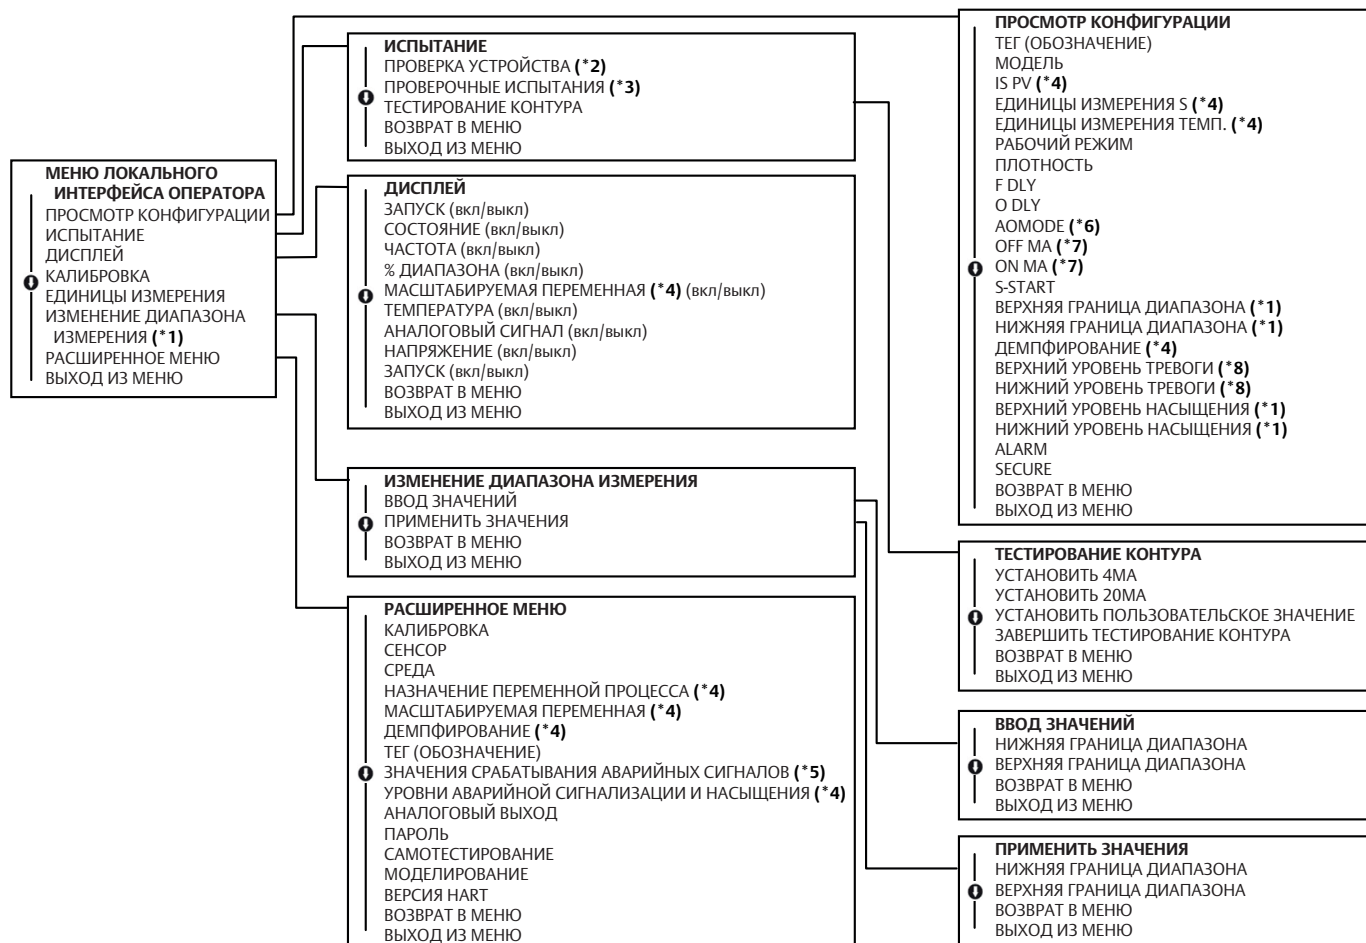 МЕНЮ ЛОКАЛЬНОГО
ИНТЕРФЕЙСА ОПЕРАТОРА
ПРОСМОТР КОНФИГУРАЦИИ
ИСПЫТАНИЕ
ДИСПЛЕЙ
КАЛИБРОВКА
ЕДИНИЦЫ ИЗМЕРЕНИЯ
ИЗМЕНЕНИЕ ДИАПАЗОНА
ИЗМЕРЕНИЯ (*1)
РАСШИРЕННОЕ МЕНЮ
ВЫХОД ИЗ МЕНЮ
ИСПЫТАНИЕ
ПРОВЕРКА УСТРОЙСТВА (*2)
ПРОВЕРОЧНЫЕ ИСПЫТАНИЯ (*3)
ТЕСТИРОВАНИЕ КОНТУРА
ВОЗВРАТ В МЕНЮ
ВЫХОД ИЗ МЕНЮ
ДИСПЛЕЙ
ЗАПУСК (вкл/выкл)
СОСТОЯНИЕ (вкл/выкл)
ЧАСТОТА (вкл/выкл)
% ДИАПАЗОНА (вкл/выкл)
МАСШТАБИРУЕМАЯ ПЕРЕМЕННАЯ (*4) (вкл/выкл)
ТЕМПЕРАТУРА (вкл/выкл)
АНАЛОГОВЫЙ СИГНАЛ (вкл/выкл)
НАПРЯЖЕНИЕ (вкл/выкл)
ЗАПУСК (вкл/выкл)
ВОЗВРАТ В МЕНЮ
ВЫХОД ИЗ МЕНЮ
ИЗМЕНЕНИЕ ДИАПАЗОНА ИЗМЕРЕНИЯ
ВВОД ЗНАЧЕНИЙ
ПРИМЕНИТЬ ЗНАЧЕНИЯ
ВОЗВРАТ В МЕНЮ
ВЫХОД ИЗ МЕНЮ
РАСШИРЕННОЕ МЕНЮ
КАЛИБРОВКА
СЕНСОР
СРЕДА
НАЗНАЧЕНИЕ ПЕРЕМЕННОЙ ПРОЦЕССА (*4)
МАСШТАБИРУЕМАЯ ПЕРЕМЕННАЯ (*4)
ДЕМПФИРОВАНИЕ (*4)
ТЕГ (ОБОЗНАЧЕНИЕ)
ЗНАЧЕНИЯ СРАБАТЫВАНИЯ АВАРИЙНЫХ СИГНАЛОВ (*5)
УРОВНИ АВАРИЙНОЙ СИГНАЛИЗАЦИИ И НАСЫЩЕНИЯ (*4)
АНАЛОГОВЫЙ ВЫХОД
ПАРОЛЬ
САМОТЕСТИРОВАНИЕ
МОДЕЛИРОВАНИЕ
ВЕРСИЯ HART
ВОЗВРАТ В МЕНЮ
ВЫХОД ИЗ МЕНЮ
ПРОСМОТР КОНФИГУРАЦИИ
ТЕГ (ОБОЗНАЧЕНИЕ)
МОДЕЛЬ
IS PV (*4)
ЕДИНИЦЫ ИЗМЕРЕНИЯ S (*4)
ЕДИНИЦЫ ИЗМЕРЕНИЯ ТЕМП. (*4)
РАБОЧИЙ РЕЖИМ
ПЛОТНОСТЬ
F DLY
O DLY
AOMODE (*6)
OFF MA (*7)
ON MA (*7)
S-START
ВЕРХНЯЯ ГРАНИЦА ДИАПАЗОНА (*1)
НИЖНЯЯ ГРАНИЦА ДИАПАЗОНА (*1)
ДЕМПФИРОВАНИЕ (*4)
ВЕРХНИЙ УРОВЕНЬ ТРЕВОГИ (*8)
НИЖНИЙ УРОВЕНЬ ТРЕВОГИ (*8)
ВЕРХНИЙ УРОВЕНЬ НАСЫЩЕНИЯ (*1)
НИЖНИЙ УРОВЕНЬ НАСЫЩЕНИЯ (*1)
ALARM
SECURE
ВОЗВРАТ В МЕНЮ
ВЫХОД ИЗ МЕНЮ
ТЕСТИРОВАНИЕ КОНТУРА
УСТАНОВИТЬ 4МА
УСТАНОВИТЬ 20МА
УСТАНОВИТЬ ПОЛЬЗОВАТЕЛЬСКОЕ ЗНАЧЕНИЕ
ЗАВЕРШИТЬ ТЕСТИРОВАНИЕ КОНТУРА
ВОЗВРАТ В МЕНЮ
ВЫХОД ИЗ МЕНЮ
ВВОД ЗНАЧЕНИЙ
НИЖНЯЯ ГРАНИЦА ДИАПАЗОНА
ВЕРХНЯЯ ГРАНИЦА ДИАПАЗОНА
ВОЗВРАТ В МЕНЮ
ВЫХОД ИЗ МЕНЮ
ПРИМЕНИТЬ ЗНАЧЕНИЯ
НИЖНЯЯ ГРАНИЦА ДИАПАЗОНА
ВЕРХНЯЯ ГРАНИЦА ДИАПАЗОНА
ВОЗВРАТ В МЕНЮ
ВЫХОД ИЗ МЕНЮ